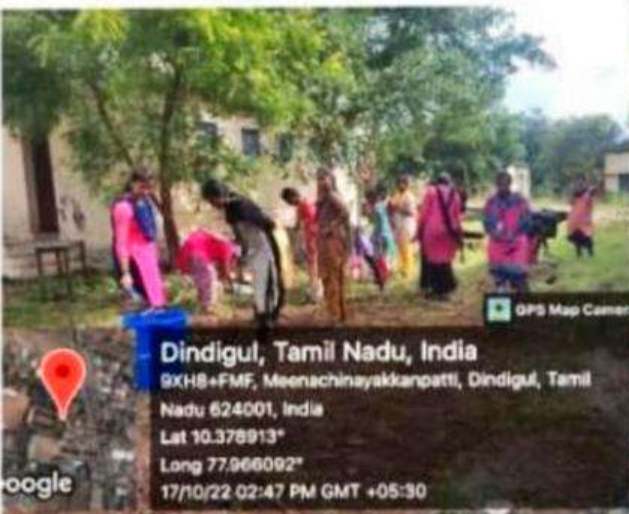 GPS Map Camer
Dindigul, Tamil Nadu, India
9XH8+FMF, Meenachinayakkanpatti, Dindigul, Tamil
Nadu 624001, India
Lat 10.378913°
Long 77.966092°
17/10/22 02:47 PM GMT +05:30
oogle